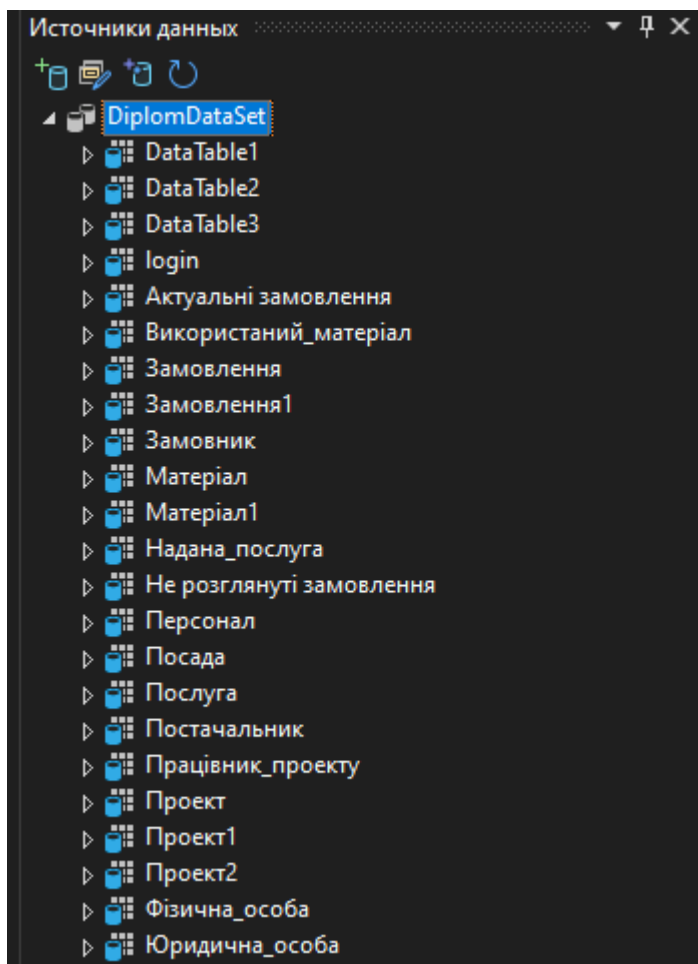 Источники данных
DiplomDataSet
DataTable1
DataTable2
DataTable3
login
Актуальні замовлення
Використаний_матеріал
Замовлення
Замовлення1
Замовник
Матеріал
Матеріал1
Надана_послуга
Не розглянуті замовлення
Персонал
Посада
Послуга
Постачальник
Працівник_проекту
Проект
Проект1
Проект2
Фізична_особа
Юридична_особа